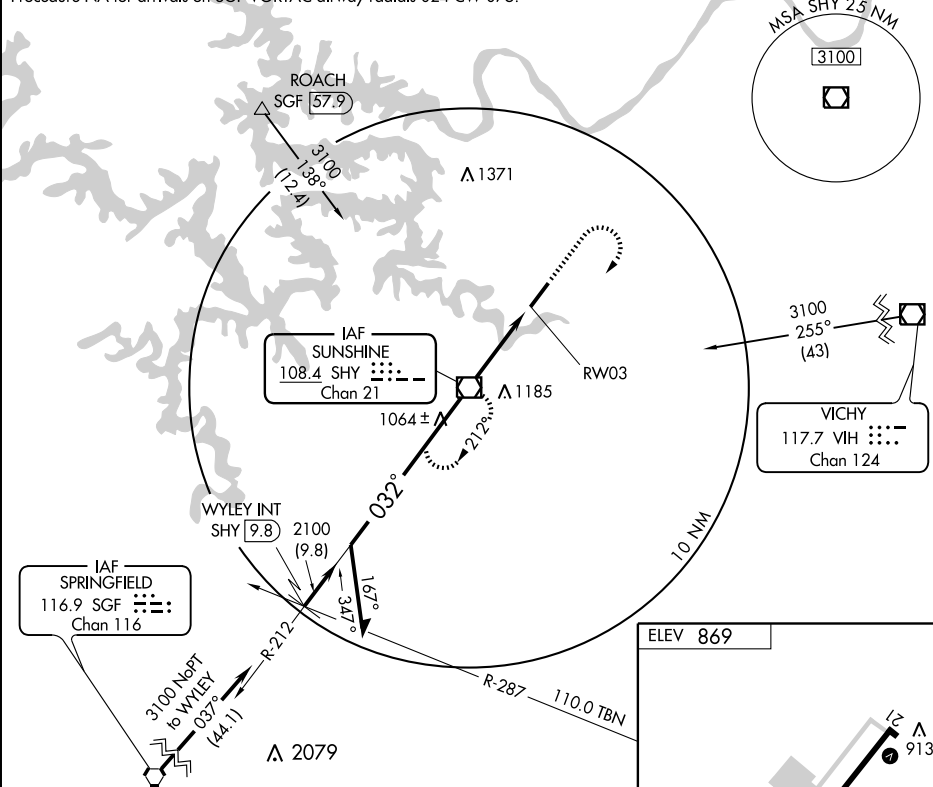 MSA SHY 25 NM
3100
ROACH
SGF 57.9
3100
138°
(12.4)
1371
IAF
SUNSHINE
108.4 SHY
Chan 21
1185
1064 ±
212°
RW03
3100
255°
(43)
VICHY
117.7 VIH
Chan 124
032°
WYLEY INT
SHY 9.8
2100
(9.8)
10 NM
167°
347°
IAF
SPRINGFIELD
116.9 SGF
Chan 116
R-212
3100 NoPT
to WYLEY
037°
(44.1)
R-287
110.0 TBN
2079
ELEV 869
21
913
V